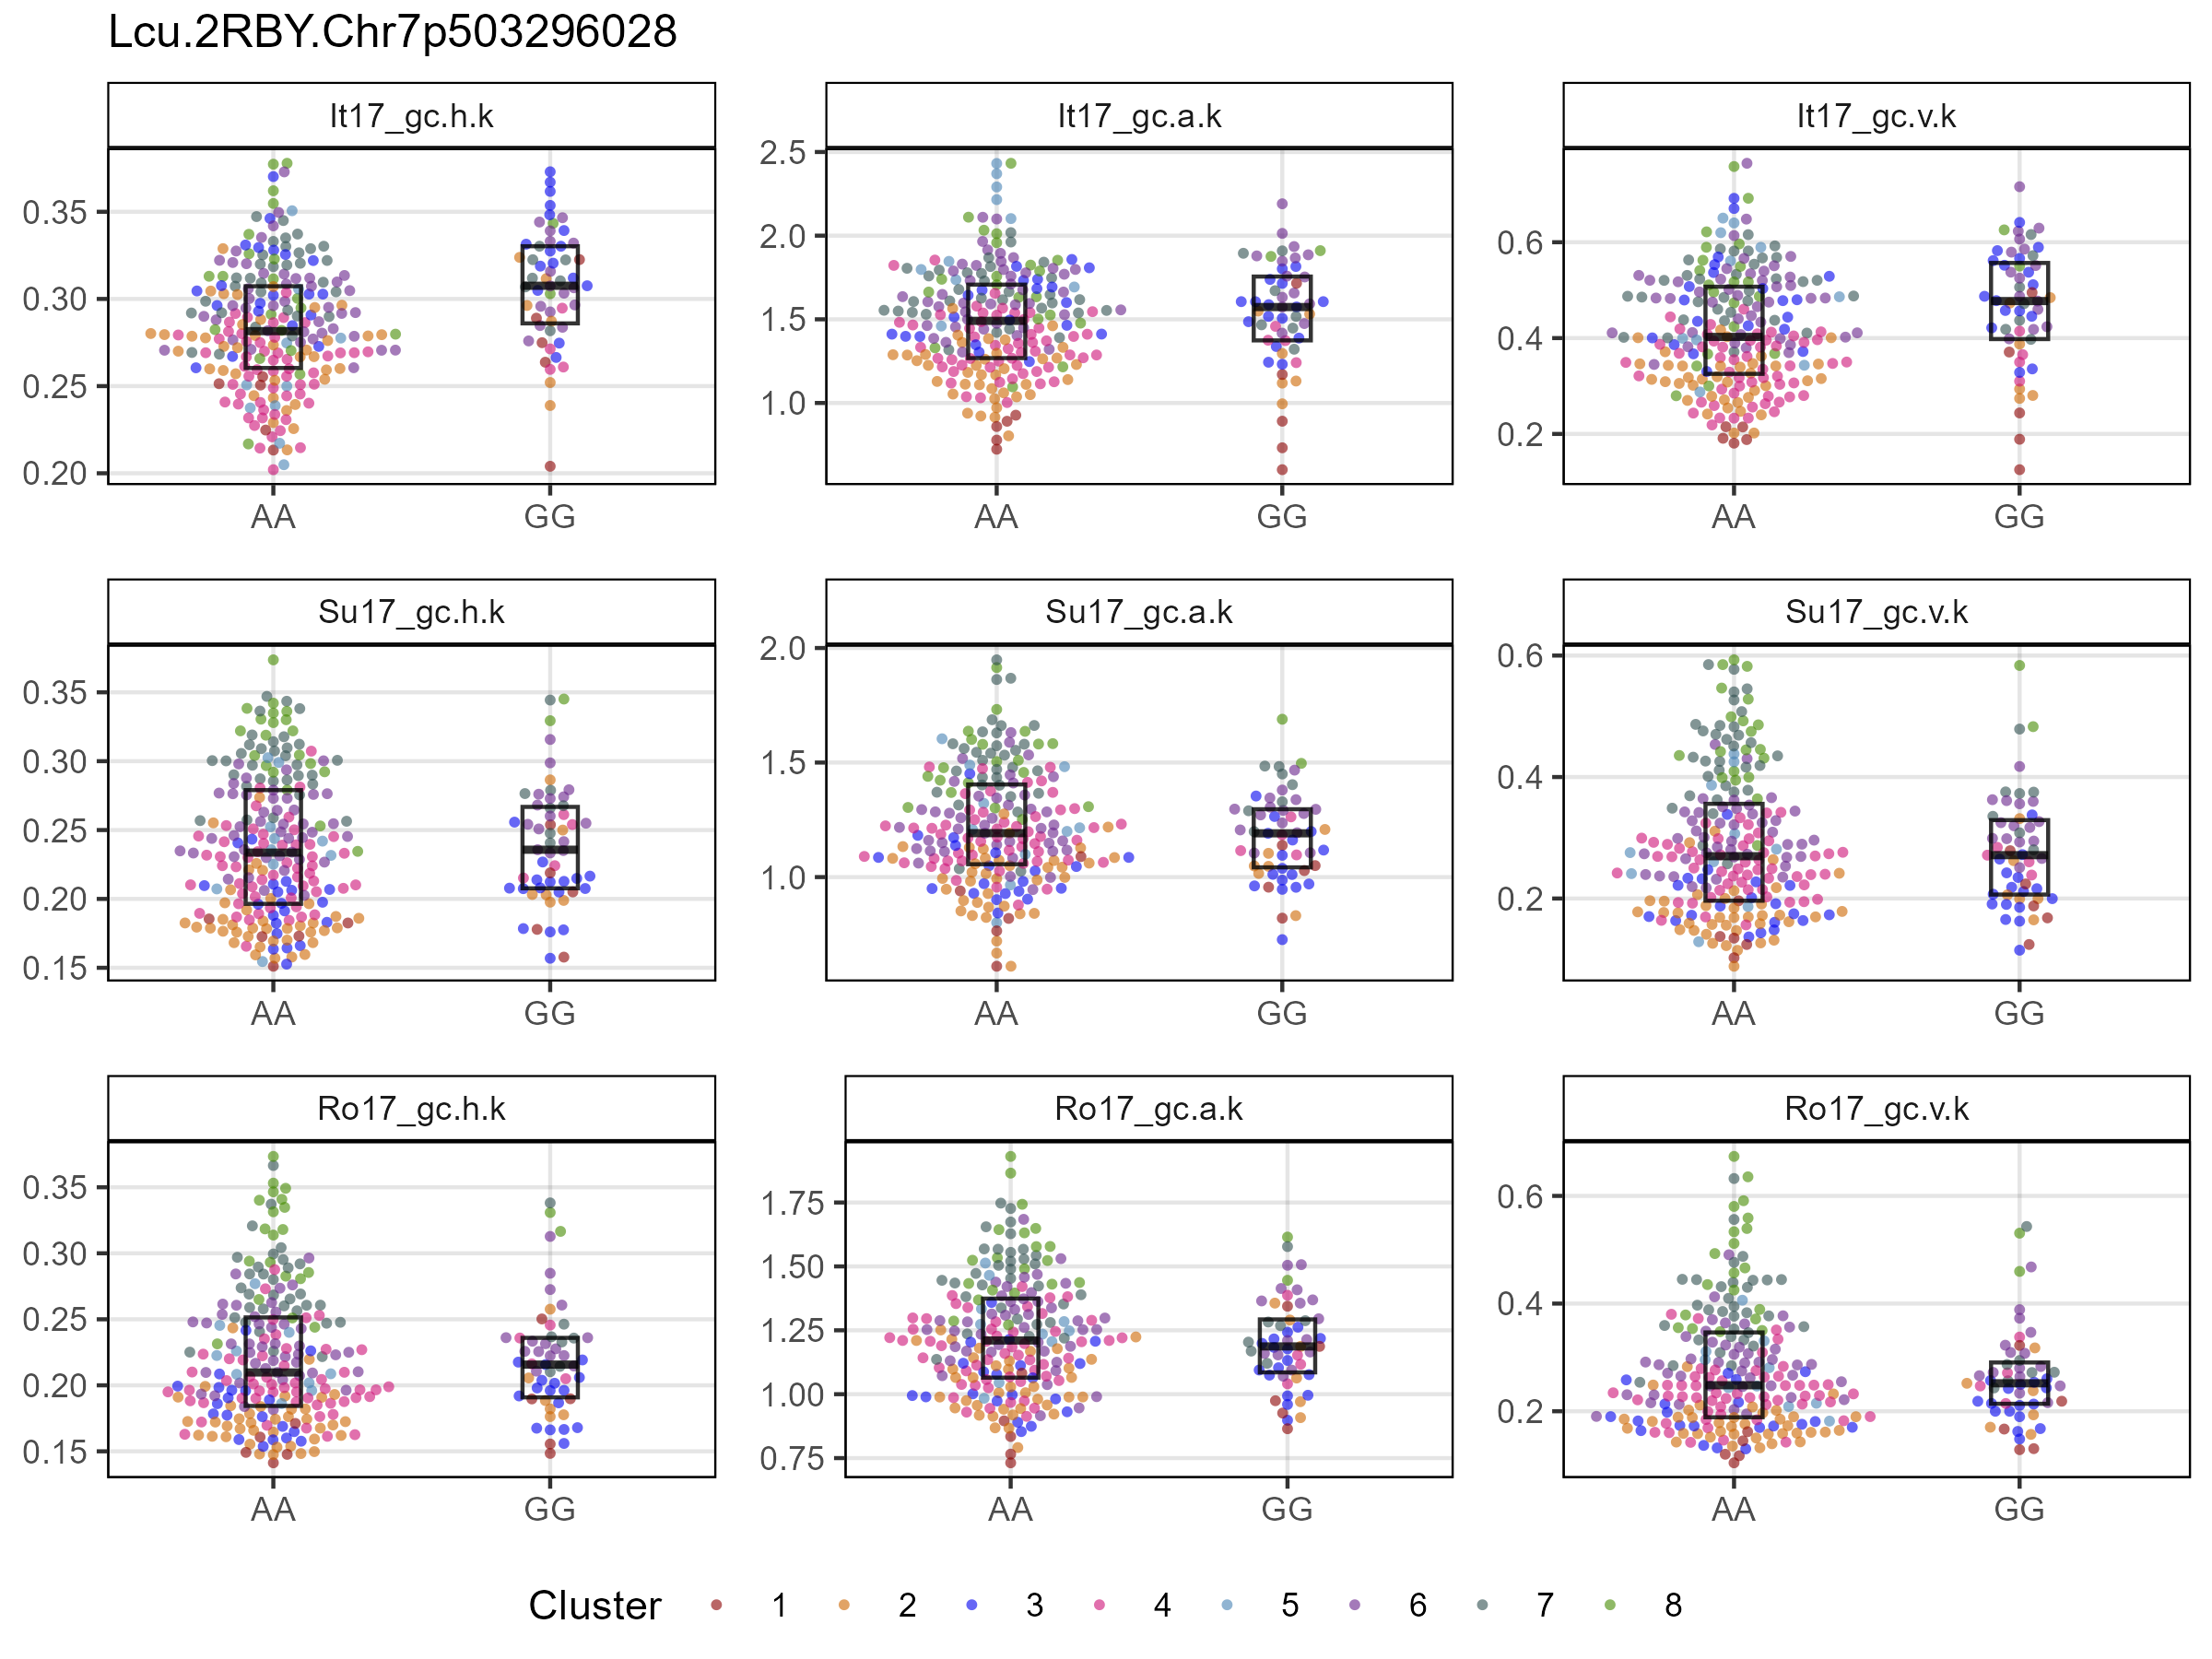 Lcu.2RBY.Chr7p503296028
It17_gc.h.k It17_gc.a.k It17_gc.v.k
0.35
0.30
0.25
0.20
AA GG
2.5
2.0
1.5
1.0
AA GG
0.6
0.4
0.2
AA GG
Su17_gc.h.k Su17_gc.a.k Su17_gc.v.k
0.35
0.30
0.25
0.20
0.15
AA GG
2.0
1.5
1.0
AA GG
0.6
0.4
0.2
AA GG
Ro17_gc.h.k Ro17_gc.a.k Ro17_gc.v.k
0.35
0.30
0.25
0.20
0.15
AA GG
1.75
1.50
1.25
1.00
0.75
AA GG
0.6
0.4
0.2
AA GG
Cluster 1 2 3 4 5 6 7 8